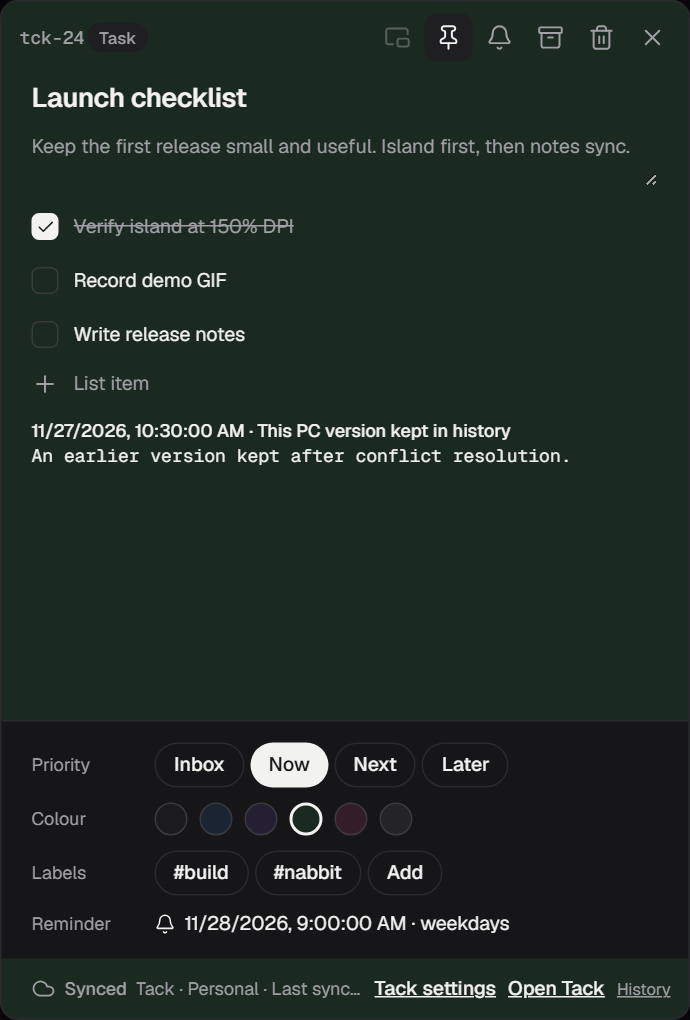 tck-24 Task
Launch checklist
Keep the first release small and useful. Island first, then notes sync.
Verify island at 150% DPI
Record demo GIF
Write release notes
List item
11/27/2026, 10:30:00 AM · This PC version kept in history
An earlier version kept after conflict resolution.
Priority Inbox Now Next Later
Colour
Labels #build #nabbit Add
Reminder 11/28/2026, 9:00:00 AM · weekdays
Synced Tack · Personal · Last sync… Tack settings Open Tack History